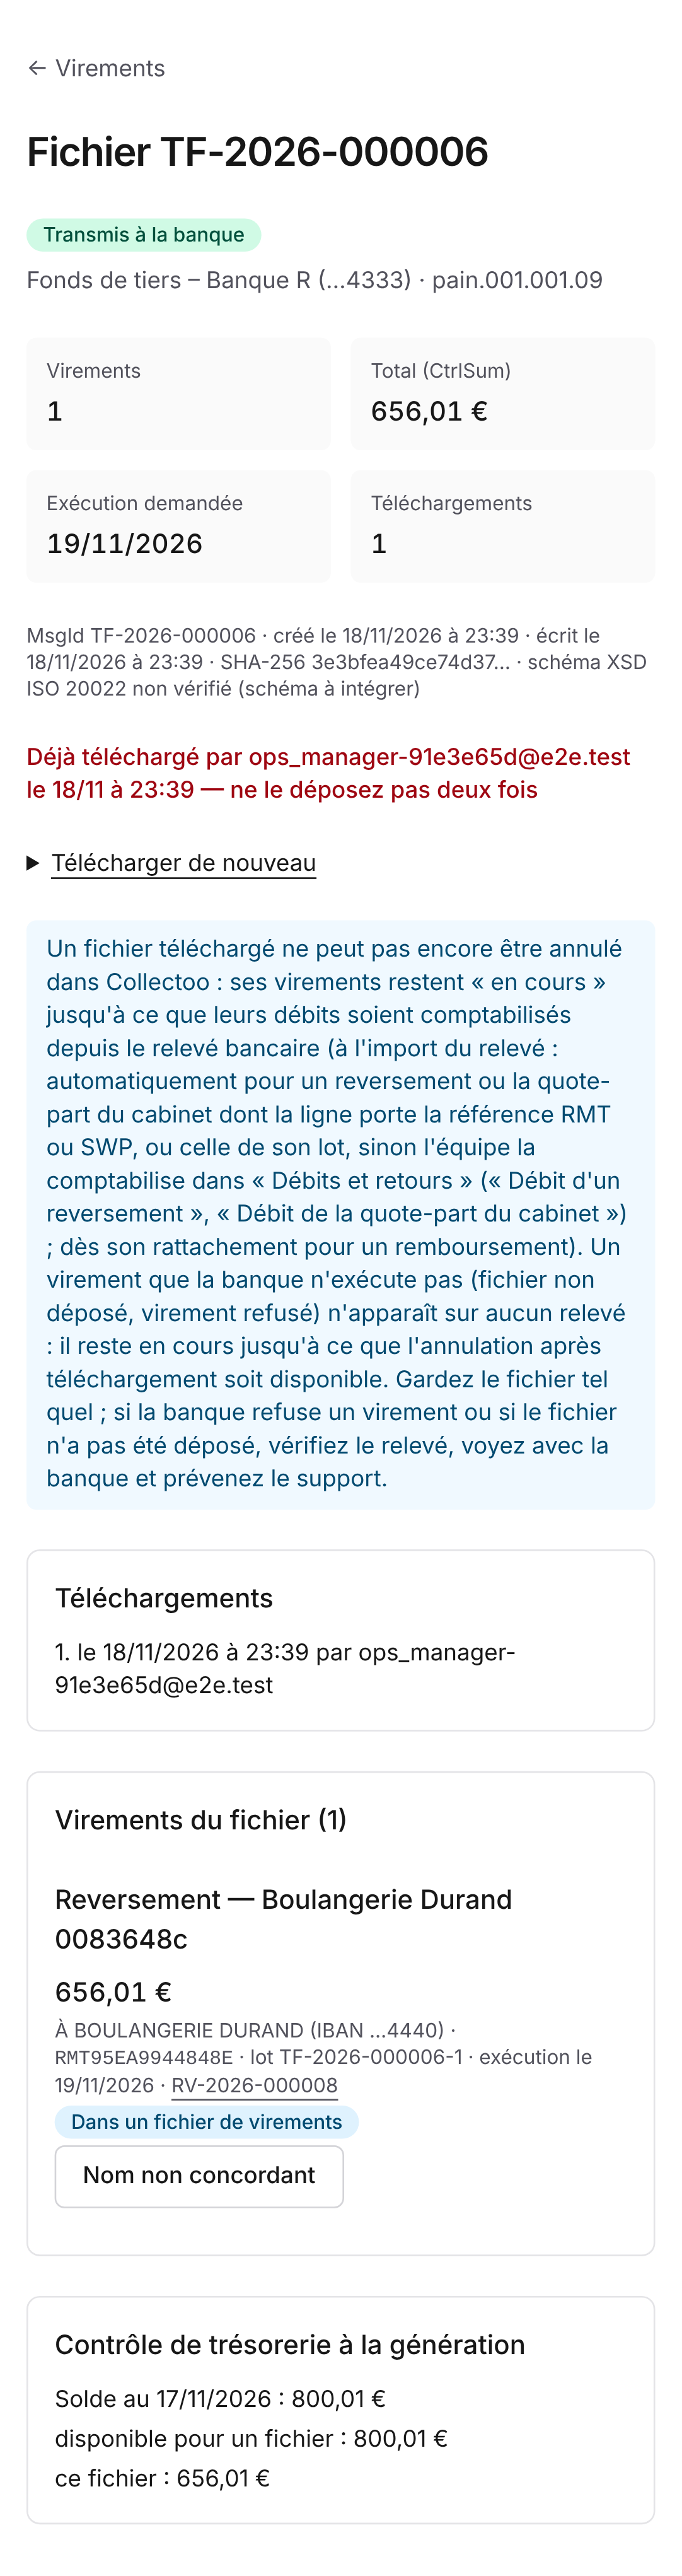 ← Virements
Fichier TF-2026-000006
Transmis à la banque
Fonds de tiers – Banque R (…4333) · pain.001.001.09
Virements
1
Total (CtrlSum)
656,01 €
Exécution demandée
19/11/2026
Téléchargements
1
MsgId TF-2026-000006 · créé le 18/11/2026 à 23:39 · écrit le
18/11/2026 à 23:39 · SHA-256 3e3bfea49ce74d37… · schéma XSD
ISO 20022 non vérifié (schéma à intégrer)
Déjà téléchargé par ops_manager-91e3e65d@e2e.test
le 18/11 à 23:39 — ne le déposez pas deux fois
▶ Télécharger de nouveau
Un fichier téléchargé ne peut pas encore être annulé
dans Collectoo : ses virements restent « en cours »
jusqu'à ce que leurs débits soient comptabilisés
depuis le relevé bancaire (à l'import du relevé :
automatiquement pour un reversement ou la quote-
part du cabinet dont la ligne porte la référence RMT
ou SWP, ou celle de son lot, sinon l'équipe la
comptabilise dans « Débits et retours » (« Débit d'un
reversement », « Débit de la quote-part du cabinet »)
; dès son rattachement pour un remboursement). Un
virement que la banque n'exécute pas (fichier non
déposé, virement refusé) n'apparaît sur aucun relevé
: il reste en cours jusqu'à ce que l'annulation après
téléchargement soit disponible. Gardez le fichier tel
quel ; si la banque refuse un virement ou si le fichier
n'a pas été déposé, vérifiez le relevé, voyez avec la
banque et prévenez le support.
Téléchargements
1. le 18/11/2026 à 23:39 par ops_manager-
91e3e65d@e2e.test
Virements du fichier (1)
Reversement — Boulangerie Durand
0083648c
656,01 €
À BOULANGERIE DURAND (IBAN …4440) ·
RMT95EA9944848E · lot TF-2026-000006-1 · exécution le
19/11/2026 · RV-2026-000008
Dans un fichier de virements
Nom non concordant
Contrôle de trésorerie à la génération
Solde au 17/11/2026 : 800,01 €
disponible pour un fichier : 800,01 €
ce fichier : 656,01 €